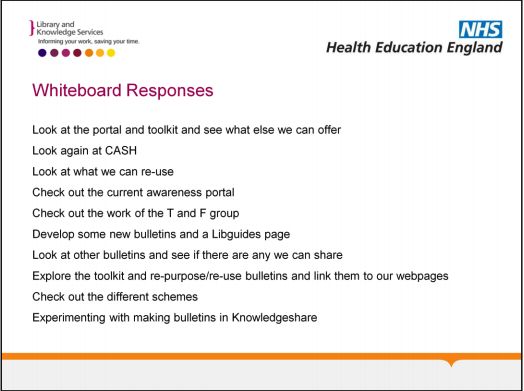 Library and
Knowledge Services
Informing your work, saving your time.
NHS
Health Education England
Whiteboard Responses
Look at the portal and toolkit and see what else we can offer
Look again at CASH
Look at what we can re-use
Check out the current awareness portal
Check out the work of the T and F group
Develop some new bulletins and a Libguides page
Look at other bulletins and see if there are any we can share
Explore the toolkit and re-purpose/re-use bulletins and link them to our webpages
Check out the different schemes
Experimenting with making bulletins in Knowledgeshare